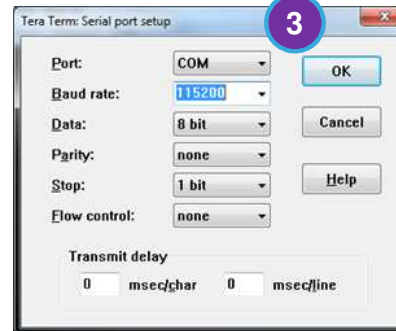 Tera Term: Serial port setup
3
Port: COM
OK
Baud rate: 115200
Data: 8 bit
Cancel
Parity: none
Stop: 1 bit
Help
Flow control: none
Transmit delay
0 msec/char 0 msec/line